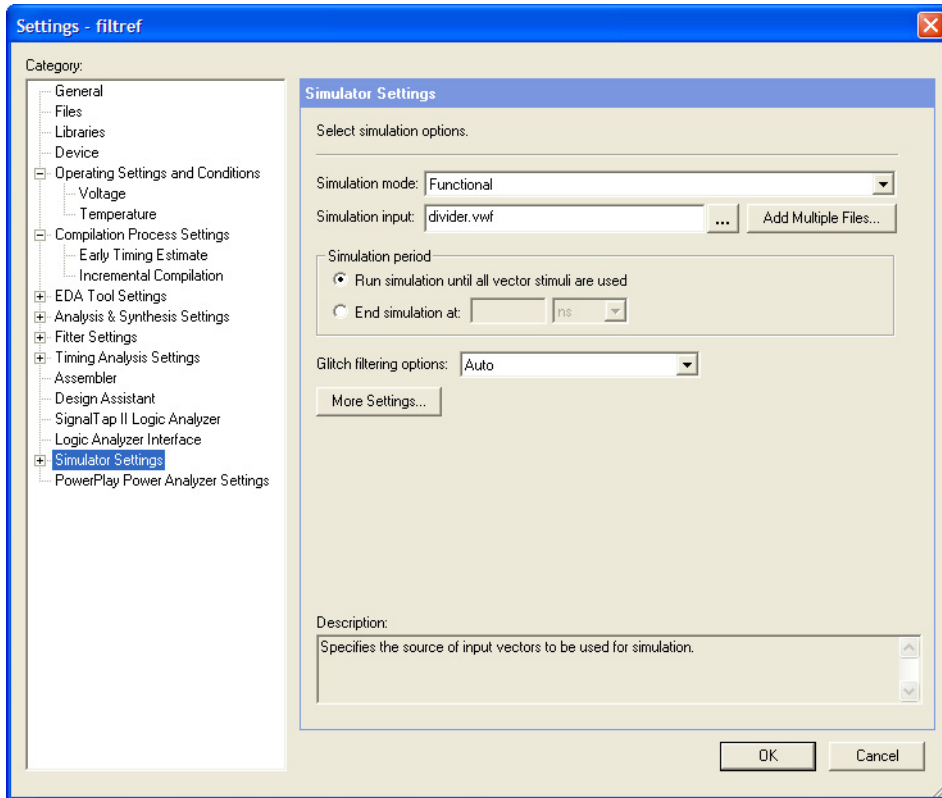 Settings - filtref
Category:
General
Files
Libraries
Device
Operating Settings and Conditions
Voltage
Temperature
Compilation Process Settings
Early Timing Estimate
Incremental Compilation
EDA Tool Settings
Analysis & Synthesis Settings
Fitter Settings
Timing Analysis Settings
Assembler
Design Assistant
SignalTap II Logic Analyzer
Logic Analyzer Interface
Simulator Settings
PowerPlay Power Analyzer Settings
Simulator Settings
Select simulation options.
Simulation mode: Functional
Simulation input: divider.vwf ... Add Multiple Files...
Simulation period
Run simulation until all vector stimuli are used
End simulation at: ns
Glitch filtering options: Auto
More Settings...
Description:
Specifies the source of input vectors to be used for simulation.
OK Cancel